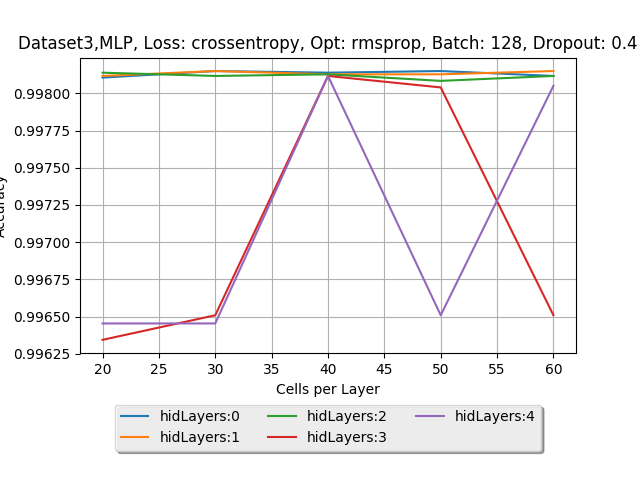 Dataset3,MLP, Loss: crossentropy, Opt: rmsprop, Batch: 128, Dropout: 0.4
0.99800
0.99775
0.99750
0.99725
0.99700
0.99675
0.99650
0.99625
Accuracy
20 25 30 35 40 45 50 55 60
Cells per Layer
hidLayers:0 hidLayers:2 hidLayers:4
hidLayers:1 hidLayers:3